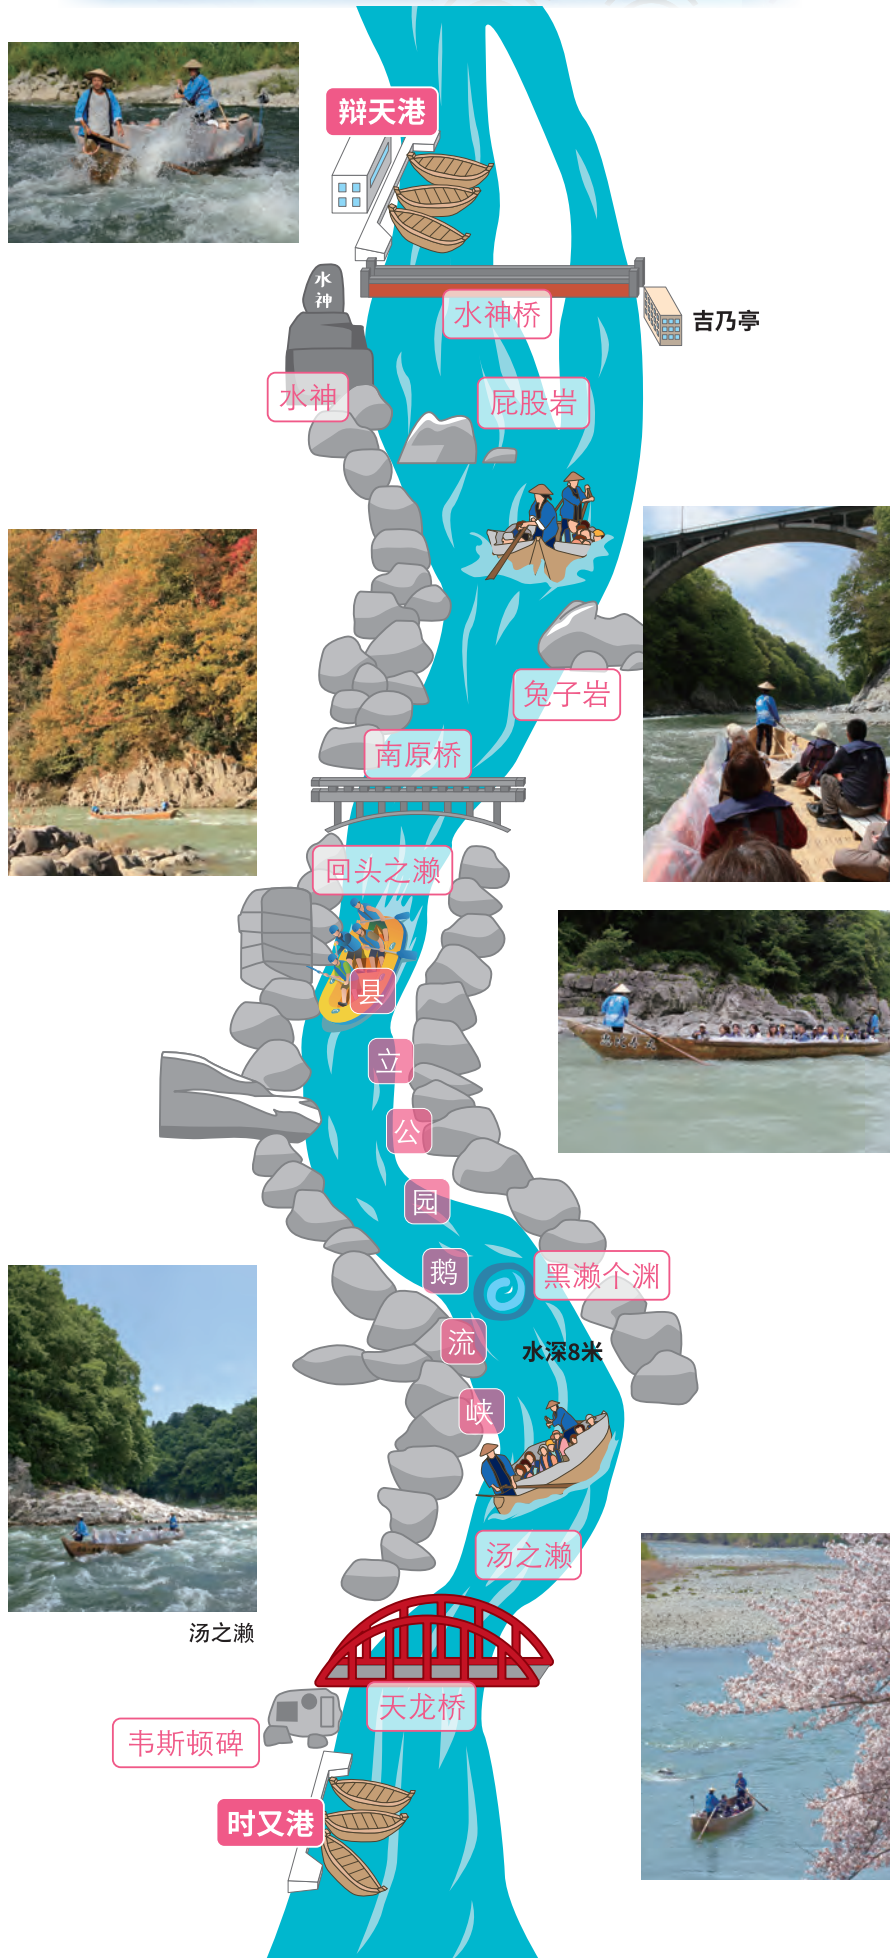 辩天港
水
神
水神桥
吉乃亭
水神
屁股岩
兔子岩
南原桥
回头之濑
县
立
公
园
鹅
流
峡
黑濑个渊
水深8米
汤之濑
汤之濑
天龙桥
韦斯顿碑
时又港